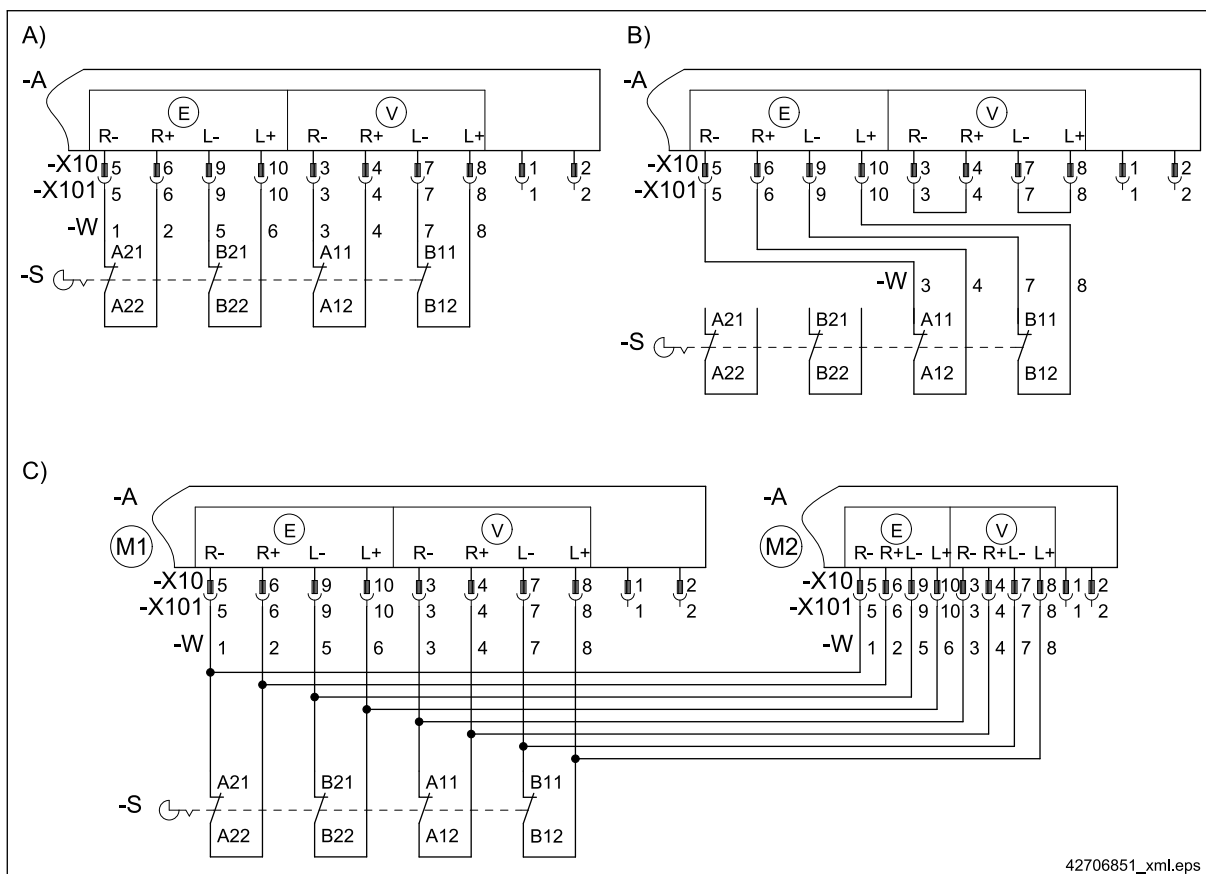 A)
-A
E V
R- R+ L- L+ R- R+ L- L+
-X10 5 6 9 10 3 4 7 8 1 2
-X101 5 6 9 10 3 4 7 8 1 2
-W 1 2 5 6 3 4 7 8
A21 B21 A11 B11
-S
A22 B22 A12 B12
B)
-A
E V
R- R+ L- L+ R- R+ L- L+
-X10 5 6 9 10 3 4 7 8 1 2
-X101 5 6 9 10 3 4 7 8 1 2
-W 3 4 7 8
A21 B21 A11 B11
-S
A22 B22 A12 B12
C)
-A
M1
E V
R- R+ L- L+ R- R+ L- L+
-X10 5 6 9 10 3 4 7 8 1 2
-X101 5 6 9 10 3 4 7 8 1 2
-W 1 2 5 6 3 4 7 8
A21 B21 A11 B11
-S
A22 B22 A12 B12
-A
M2
E V
R- R+ L- L+ R- R+ L- L+
-X10 5 6 9 10 3 4 7 8 1 2
-X101 5 6 9 10 3 4 7 8 1 2
-W 1 2 5 6 3 4 7 8
42706851_xml.eps